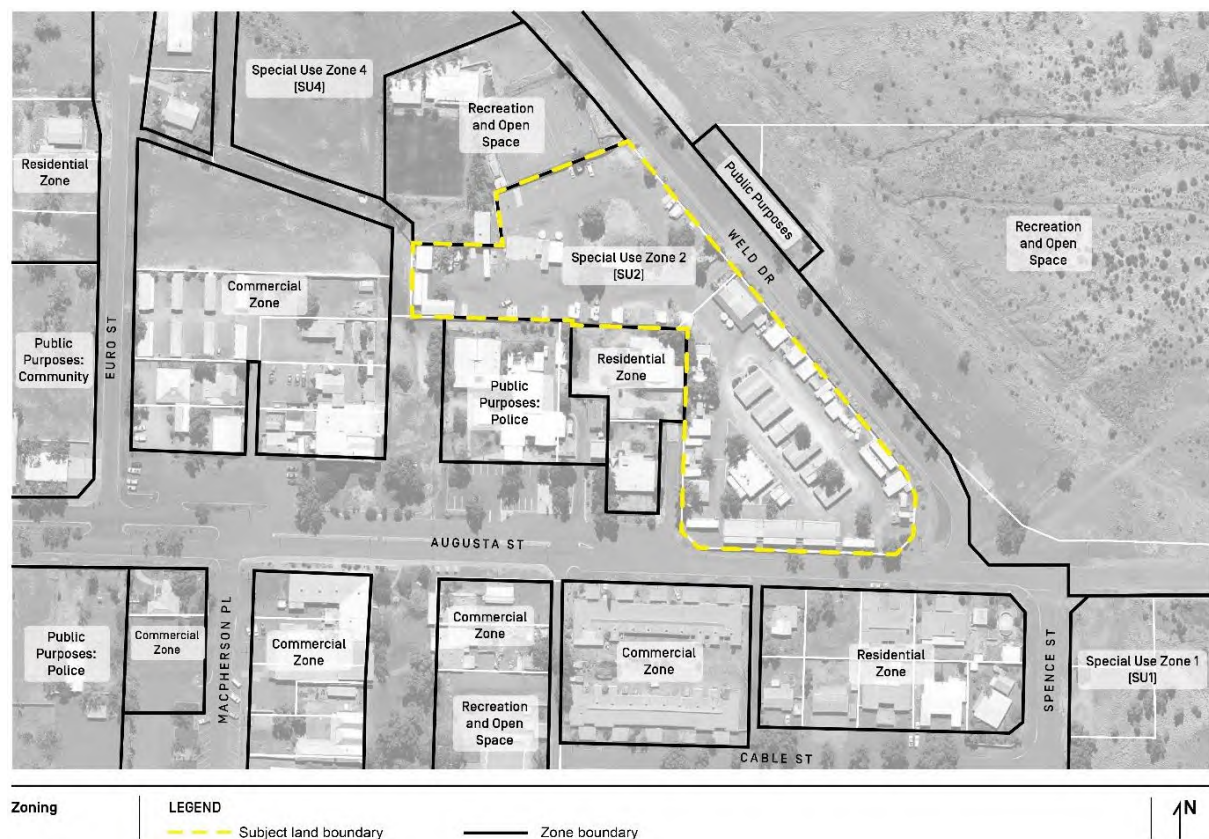 Special Use Zone 4
[SU4]
Recreation
and Open
Space
Residential
Zone
Public Purposes
WELD DR
Recreation
and Open
Space
Special Use Zone 2
[SU2]
Commercial
Zone
EURO ST
Public
Purposes:
Community
Residential
Zone
Public
Purposes:
Police
AUGUSTA ST
Public
Purposes:
Police
Commercial
Zone
MACPHERSON PL
Commercial
Zone
Commercial
Zone
Recreation
and Open
Space
Commercial
Zone
Residential
Zone
SPENCE ST
Special Use Zone 1
[SU1]
CABLE ST
Zoning
LEGEND
Subject land boundary
Zone boundary
N